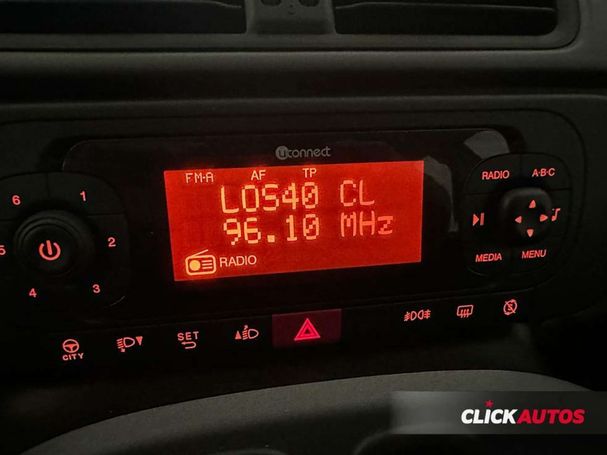 uconnect
FM-A AF TP
LOS40 CL
96.10 MHz
RADIO
6 1
5 2
4 3
RADIO A·B·C
MEDIA MENU
CITY
SET
CLICKAUTOS